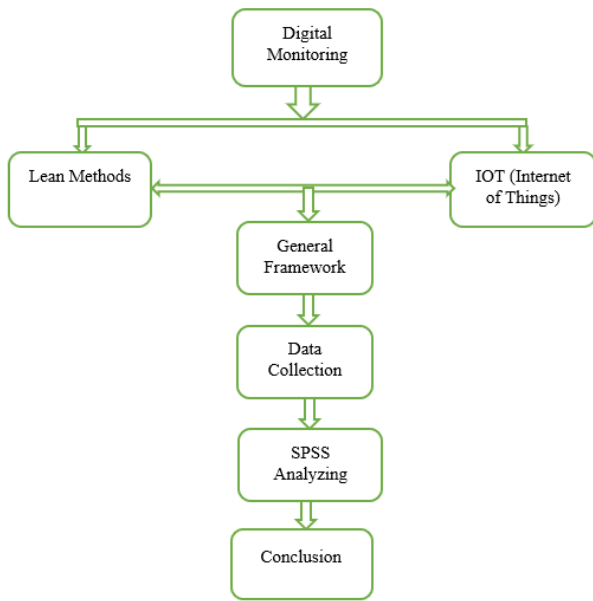 Digital
Monitoring
Lean Methods
IOT (Internet
of Things)
General
Framework
Data
Collection
SPSS
Analyzing
Conclusion